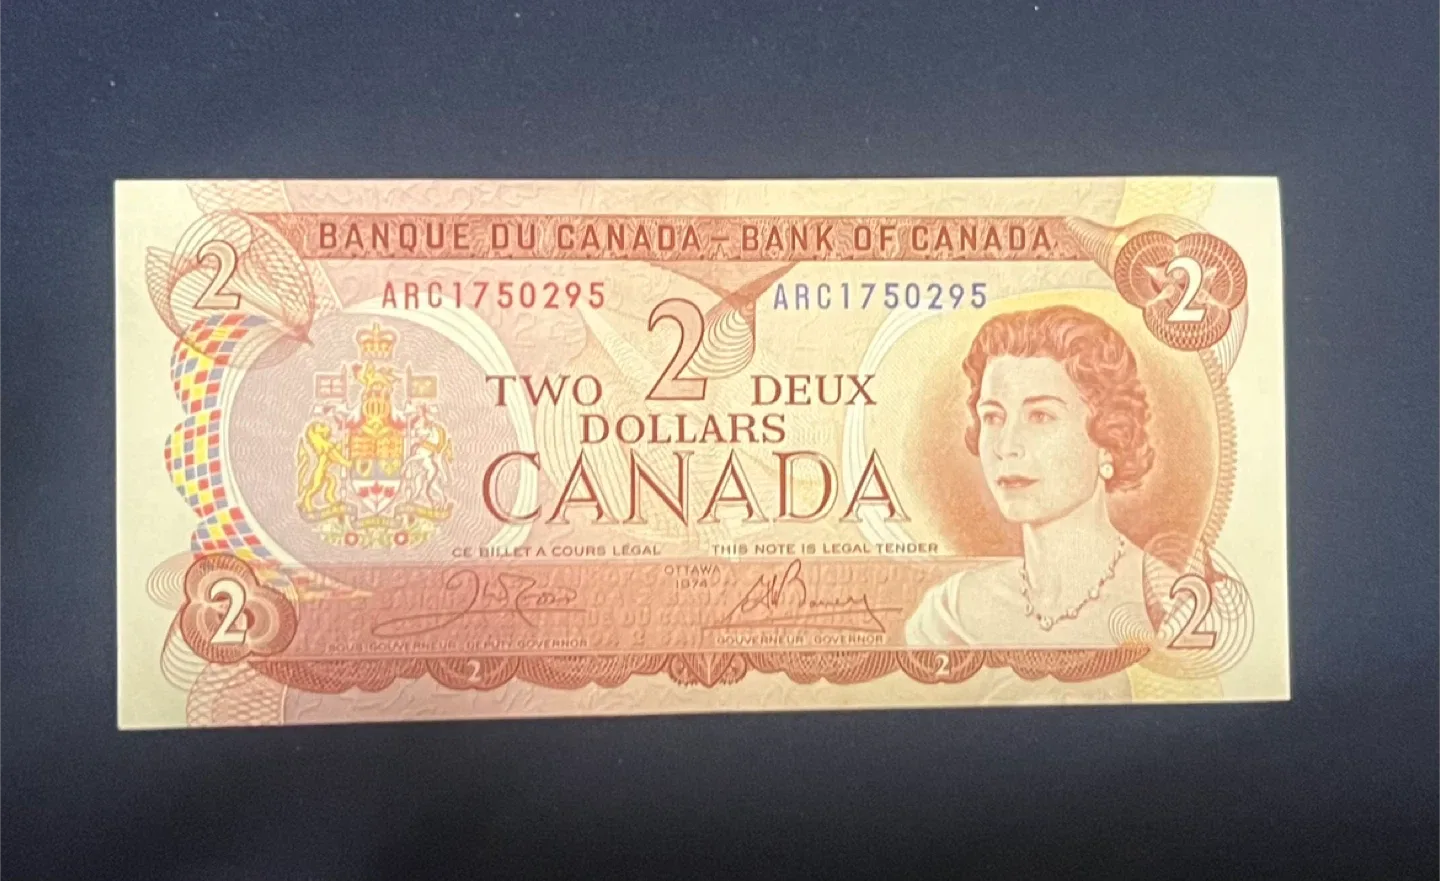 BANQUE DU CANADA – BANK OF CANADA
2
2
ARC1750295
ARC1750295
2
TWO
DEUX
DOLLARS
CANADA
CE BILLET A COURS LÉGAL
THIS NOTE IS LEGAL TENDER
OTTAWA
1974
2
2
SOUS-GOUVERNEUR DEPUTY-GOVERNOR
GOUVERNEUR GOVERNOR
2
2